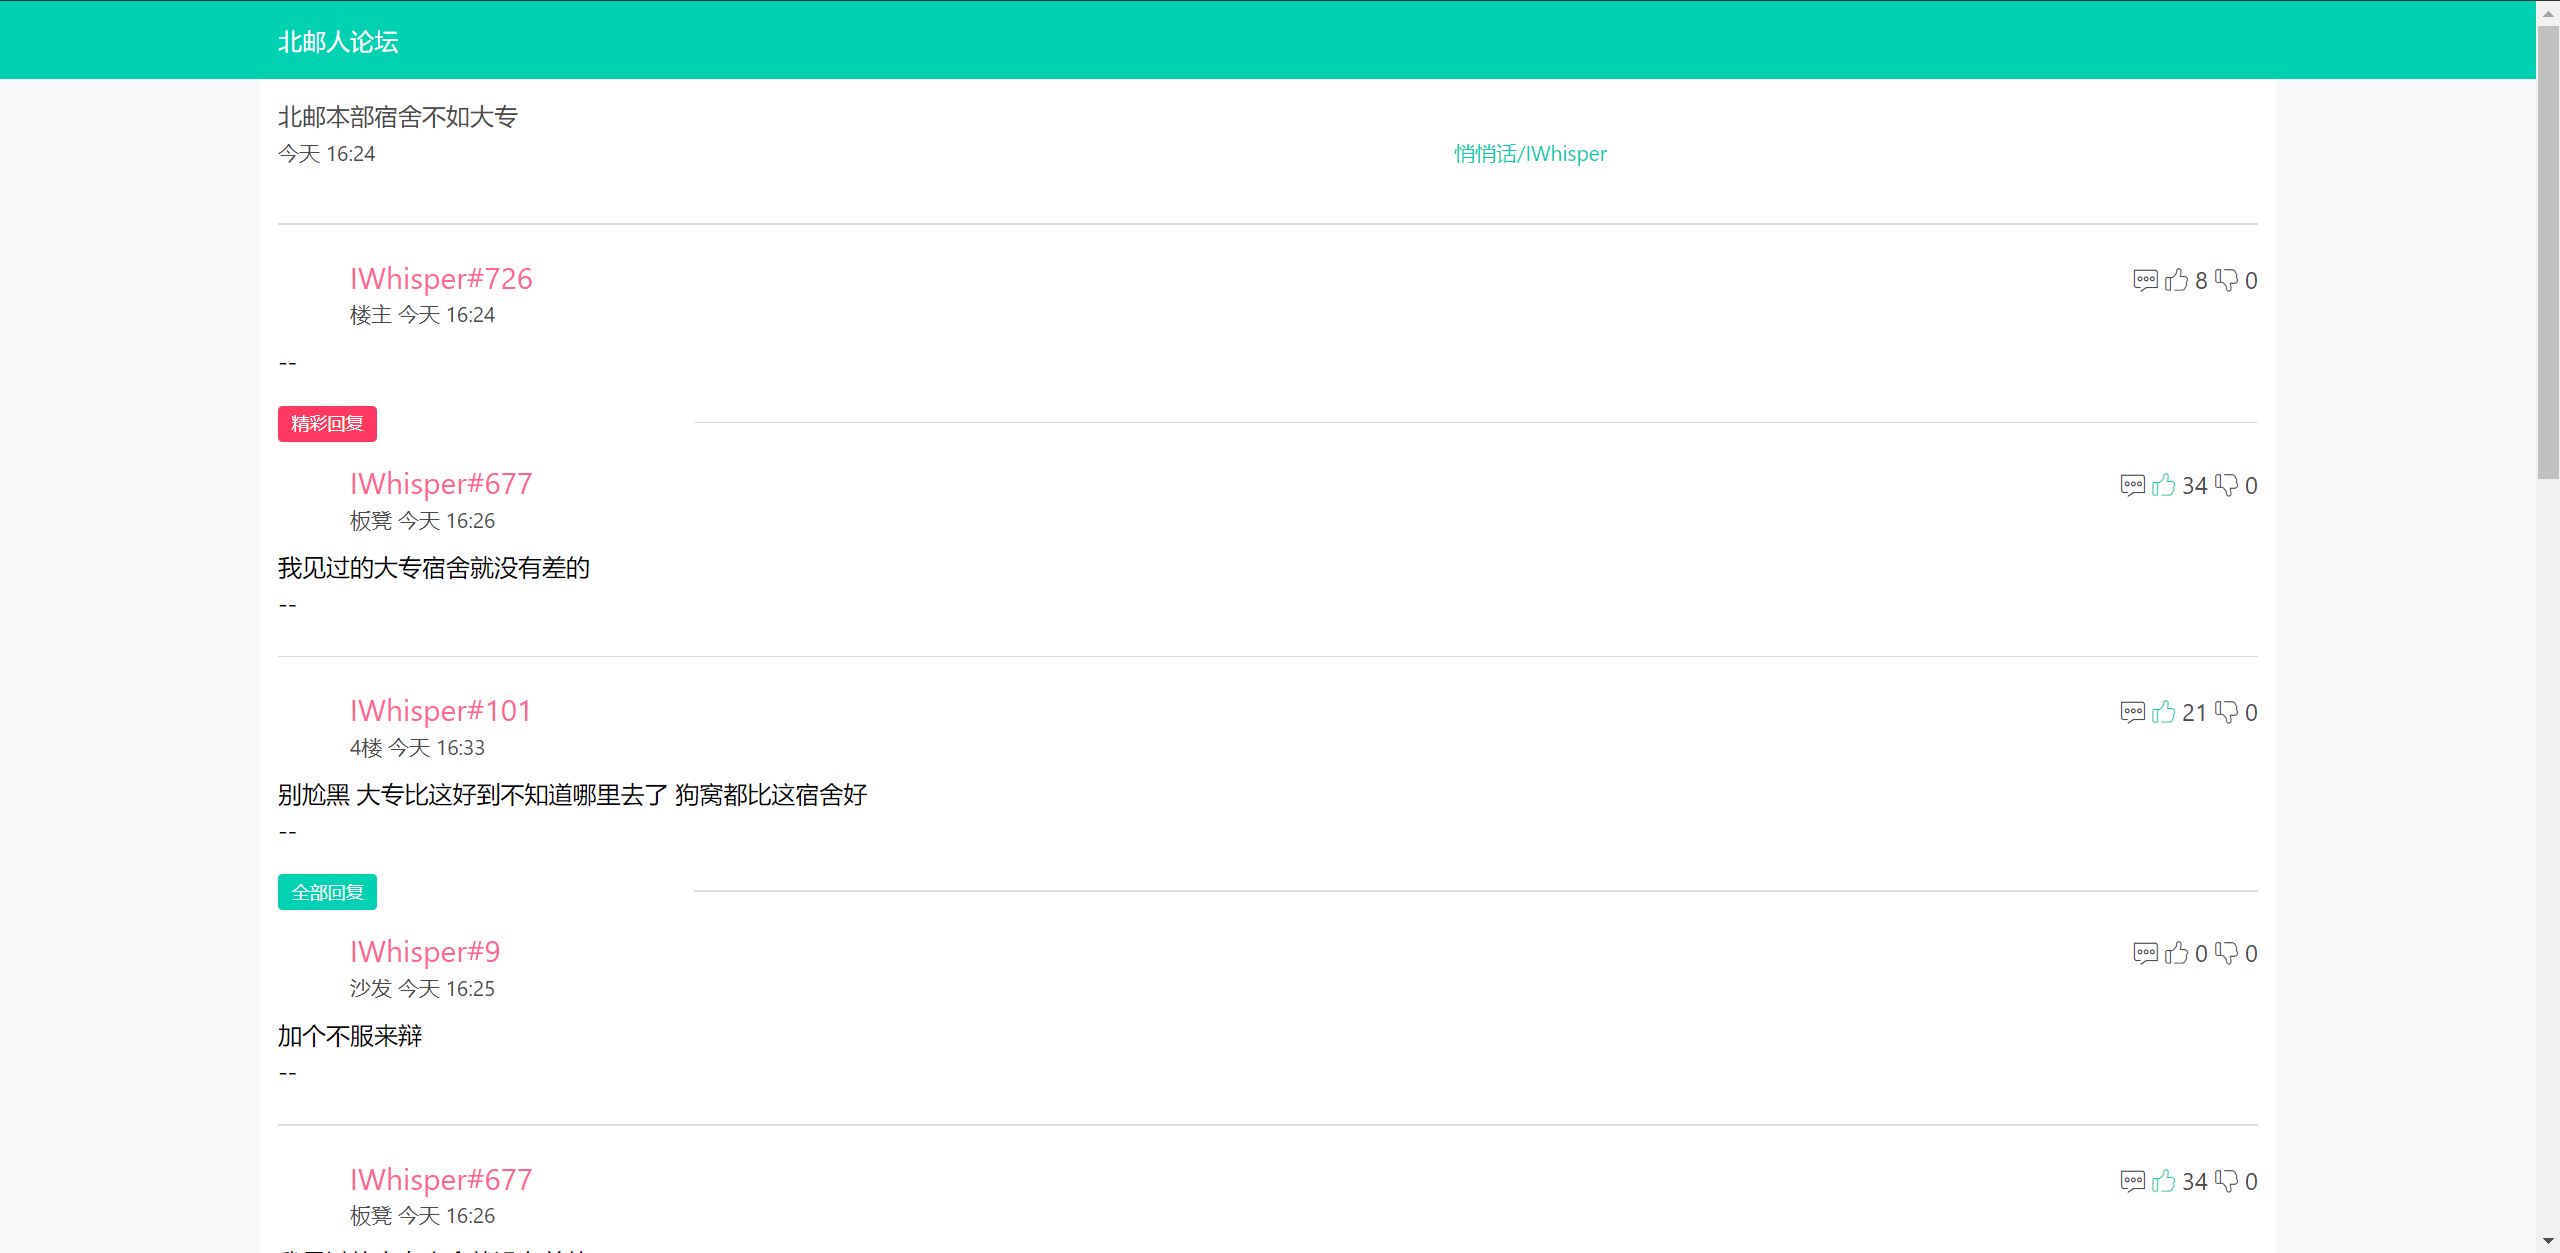 北邮人论坛
北邮本部宿舍不如大专
今天 16:24 悄悄话/IWhisper
IWhisper#726 8 0
楼主 今天 16:24
--
精彩回复
IWhisper#677 34 0
板凳 今天 16:26
我见过的大专宿舍就没有差的
--
IWhisper#101 21 0
4楼 今天 16:33
别尬黑 大专比这好到不知道哪里去了 狗窝都比这宿舍好
--
全部回复
IWhisper#9 0 0
沙发 今天 16:25
加个不服来辩
--
IWhisper#677 34 0
板凳 今天 16:26